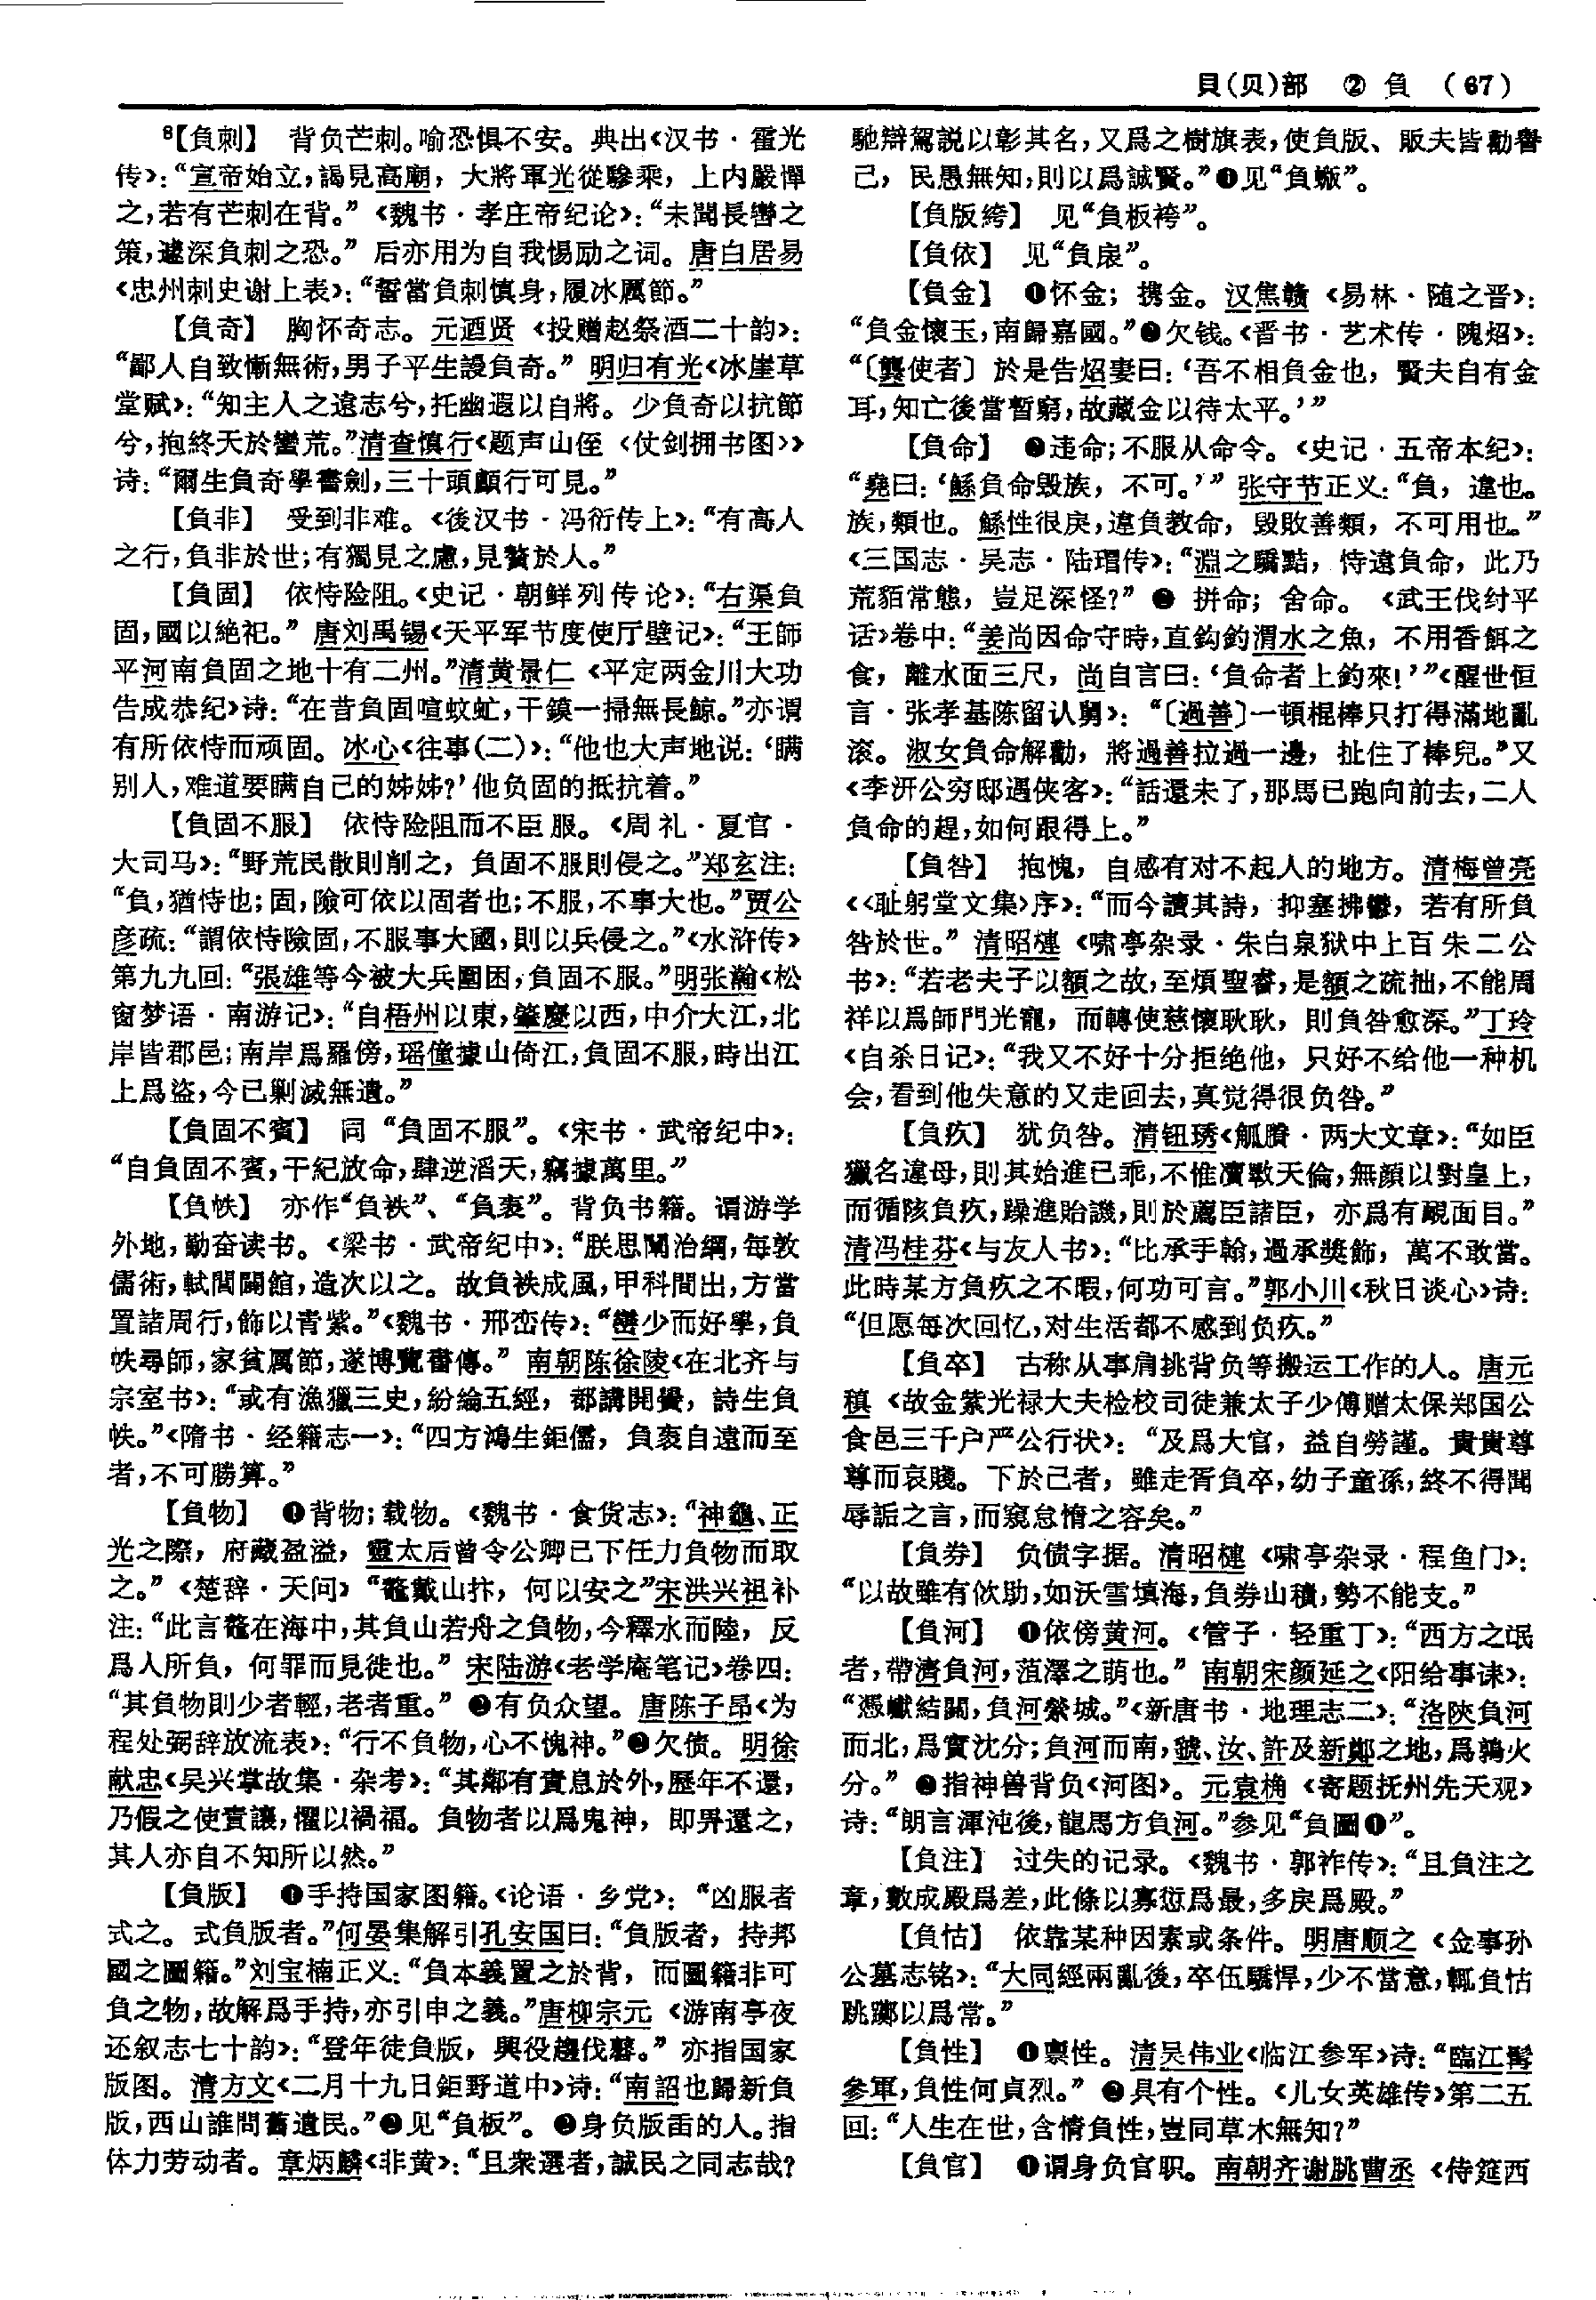 貝(贝)部 ② 負 (67)
⁸【負刺】 背负芒刺。喻恐惧不安。典出《汉书·霍光
传》：“宣帝始立，謁見高廟，大將軍光從驂乘，上内嚴憚
之，若有芒刺在背。”《魏书·孝庄帝纪论》：“未聞長轡之
策，遽深負刺之恐。”后亦用为自我惕励之词。唐白居易
《忠州刺史谢上表》：“誓當負刺慎身，履冰厲節。”
【負奇】 胸怀奇志。元迺贤《投赠赵祭酒二十韵》：
“鄙人自致慚無術，男子平生謾負奇。”明归有光《冰崖草
堂赋》：“知主人之遠志兮，托幽遐以自將。少負奇以抗節
兮，抱終天於蠻荒。”清查慎行《题声山侄〈仗剑拥书图〉》
诗：“爾生負奇學書劍，三十頭顱行可見。”
【負非】 受到非难。《後汉书·冯衍传上》：“有高人
之行，負非於世；有獨見之慮，見贅於人。”
【負固】 依恃险阻。《史记·朝鲜列传论》：“右渠負
固，國以絶祀。”唐刘禹锡《天平军节度使厅壁记》：“王師
平河南負固之地十有二州。”清黄景仁《平定两金川大功
告成恭纪》诗：“在昔負固喧蚊虻，干鏌一掃無長鯨。”亦谓
有所依恃而顽固。冰心《往事(二)》：“他也大声地说：‘瞒
别人，难道要瞒自己的姊姊？’他负固的抵抗着。”
【負固不服】 依恃险阻而不臣服。《周礼·夏官·
大司马》：“野荒民散則削之，負固不服則侵之。”郑玄注：
“負，猶恃也；固，險可依以固者也；不服，不事大也。”贾公
彦疏：“謂依恃險固，不服事大國，則以兵侵之。”《水浒传》
第九九回：“張雄等今被大兵圍困，負固不服。”明张瀚《松
窗梦语·南游记》：“自梧州以東，肇慶以西，中介大江，北
岸皆郡邑；南岸爲羅傍，瑶僮據山倚江，負固不服，時出江
上爲盜，今已剿滅無遺。”
【負固不賓】 同“負固不服”。《宋书·武帝纪中》：
“自負固不賓，干紀放命，肆逆滔天，竊據萬里。”
【負帙】 亦作“負袟”、“負袠”。背负书籍。谓游学
外地，勤奋读书。《梁书·武帝纪中》：“朕思闡治綱，每敦
儒術，軾閭闢館，造次以之。故負袟成風，甲科間出，方當
置諸周行，飾以青紫。”《魏书·邢峦传》：“巒少而好學，負
帙尋師，家貧厲節，遂博覽書傳。”南朝陈徐陵《在北齐与
宗室书》：“或有漁獵三史，紛綸五經，都講開黌，諸生負
帙。”《隋书·经籍志一》：“四方鴻生鉅儒，負袠自遠而至
者，不可勝算。”
【負物】 ❶背物；载物。《魏书·食货志》：“神龜、正
光之際，府藏盈溢，靈太后曾令公卿已下任力負物而取
之。”《楚辞·天问》“鼇戴山抃，何以安之”宋洪兴祖补
注：“此言鼇在海中，其負山若舟之負物，今釋水而陸，反
爲人所負，何罪而見徙也。”宋陆游《老学庵笔记》卷四：
“其負物則少者輕，老者重。”❷有负众望。唐陈子昂《为
程处弼辞放流表》：“行不負物，心不愧神。”❸欠债。明徐
献忠《吴兴掌故集·杂考》：“其鄰有責息於外，歷年不還，
乃假之使責讓，懼以禍福。負物者以爲鬼神，即畀還之，
其人亦自不知所以然。”
【負版】 ❶手持国家图籍。《论语·乡党》：“凶服者
式之。式負版者。”何晏集解引孔安国曰：“負版者，持邦
國之圖籍。”刘宝楠正义：“負本義置之於背，而圖籍非可
負之物，故解爲手持，亦引申之義。”唐柳宗元《游南亭夜
还叙志七十韵》：“登年徒負版，興役趨伐鼛。”亦指国家
版图。清方文《二月十九日鉅野道中》诗：“南詔也歸新負
版，西山誰問舊遺民。”❷见“負板”。❸身负版臿的人。指
体力劳动者。章炳麟《非黄》：“且衆選者，誠民之同志哉？
馳辯駕説以彰其名，又爲之樹旗表，使負版、販夫皆勸譽
己，民愚無知，則以爲誠賢。”❹见“負蝂”。
【負版絝】 见“負板袴”。
【負依】 见“負扆”。
【負金】 ❶怀金；携金。汉焦赣《易林·随之晋》：
“負金懷玉，南歸嘉國。”❷欠钱。《晋书·艺术传·隗炤》：
“〔龔使者〕於是告炤妻曰：‘吾不相負金也，賢夫自有金
耳，知亡後當暫窮，故藏金以待太平。’”
【負命】 ❶违命；不服从命令。《史记·五帝本纪》：
“堯曰：‘鯀負命毁族，不可。’”张守节正义：“負，違也。
族，類也。鯀性很戾，違負教命，毁敗善類，不可用也。”
《三国志·吴志·陆瑁传》：“淵之驕黠，恃遠負命，此乃
荒貊常態，豈足深怪？”❷拼命；舍命。《武王伐纣平
话》卷中：“姜尚因命守時，直鈎釣渭水之魚，不用香餌之
食，離水面三尺，尚自言曰：‘負命者上釣來！’”《醒世恒
言·张孝基陈留认舅》：“〔過善〕一頓棍棒只打得滿地亂
滚。淑女負命解勸，將過善拉過一邊，扯住了棒兒。”又
《李汧公穷邸遇侠客》：“話還未了，那馬已跑向前去，二人
負命的趕，如何跟得上。”
【負咎】 抱愧，自感有对不起人的地方。清梅曾亮
《〈耻躬堂文集〉序》：“而今讀其詩，抑塞拂鬱，若有所負
咎於世。”清昭槤《啸亭杂录·朱白泉狱中上百朱二公
书》：“若老夫子以額之故，至煩聖睿，是額之疏拙，不能周
祥以爲師門光寵，而轉使慈懷耿耿，則負咎愈深。”丁玲
《自杀日记》：“我又不好十分拒绝他，只好不给他一种机
会，看到他失意的又走回去，真觉得很负咎。”
【負疚】 犹负咎。清钮琇《觚賸·两大文章》：“如臣
獵名違母，則其始進已乖，不惟瀆斁天倫，無顔以對皇上，
而循陔負疚，躁進貽譏，則於薦臣諸臣，亦爲有靦面目。”
清冯桂芬《与友人书》：“比承手翰，過承獎飾，萬不敢當。
此時某方負疚之不暇，何功可言。”郭小川《秋日谈心》诗：
“但愿每次回忆，对生活都不感到负疚。”
【負卒】 古称从事肩挑背负等搬运工作的人。唐元
稹《故金紫光禄大夫检校司徒兼太子少傅赠太保郑国公
食邑三千户严公行状》：“及爲大官，益自勞謹。貴貴尊
尊而哀賤。下於己者，雖走胥負卒，幼子童孫，終不得聞
辱詬之言，而窺怠惰之容矣。”
【負券】 负债字据。清昭槤《啸亭杂录·程鱼门》：
“以故雖有佽助，如沃雪填海，負券山積，勢不能支。”
【負河】 ❶依傍黄河。《管子·轻重丁》：“西方之氓
者，帶濟負河，菹澤之萌也。”南朝宋颜延之《阳给事诔》：
“憑巘結關，負河縈城。”《新唐书·地理志二》：“洛陝負河
而北，爲實沈分；負河而南，虢、汝、許及新鄭之地，爲鶉火
分。”❷指神兽背负《河图》。元袁桷《寄题抚州先天观》
诗：“朗言渾沌後，龍馬方負河。”参见“負圖❶”。
【負注】 过失的记录。《魏书·郭祚传》：“且負注之
章，數成殿爲差，此條以寡愆爲最，多戾爲殿。”
【負怙】 依靠某种因素或条件。明唐顺之《佥事孙
公墓志铭》：“大同經兩亂後，卒伍驕悍，少不當意，輒負怙
跳躑以爲常。”
【負性】 ❶禀性。清吴伟业《临江参军》诗：“臨江髯
參軍，負性何貞烈。”❷具有个性。《儿女英雄传》第二五
回：“人生在世，含情負性，豈同草木無知？”
【負官】 ❶谓身负官职。南朝齐谢朓曹丞《侍筵西